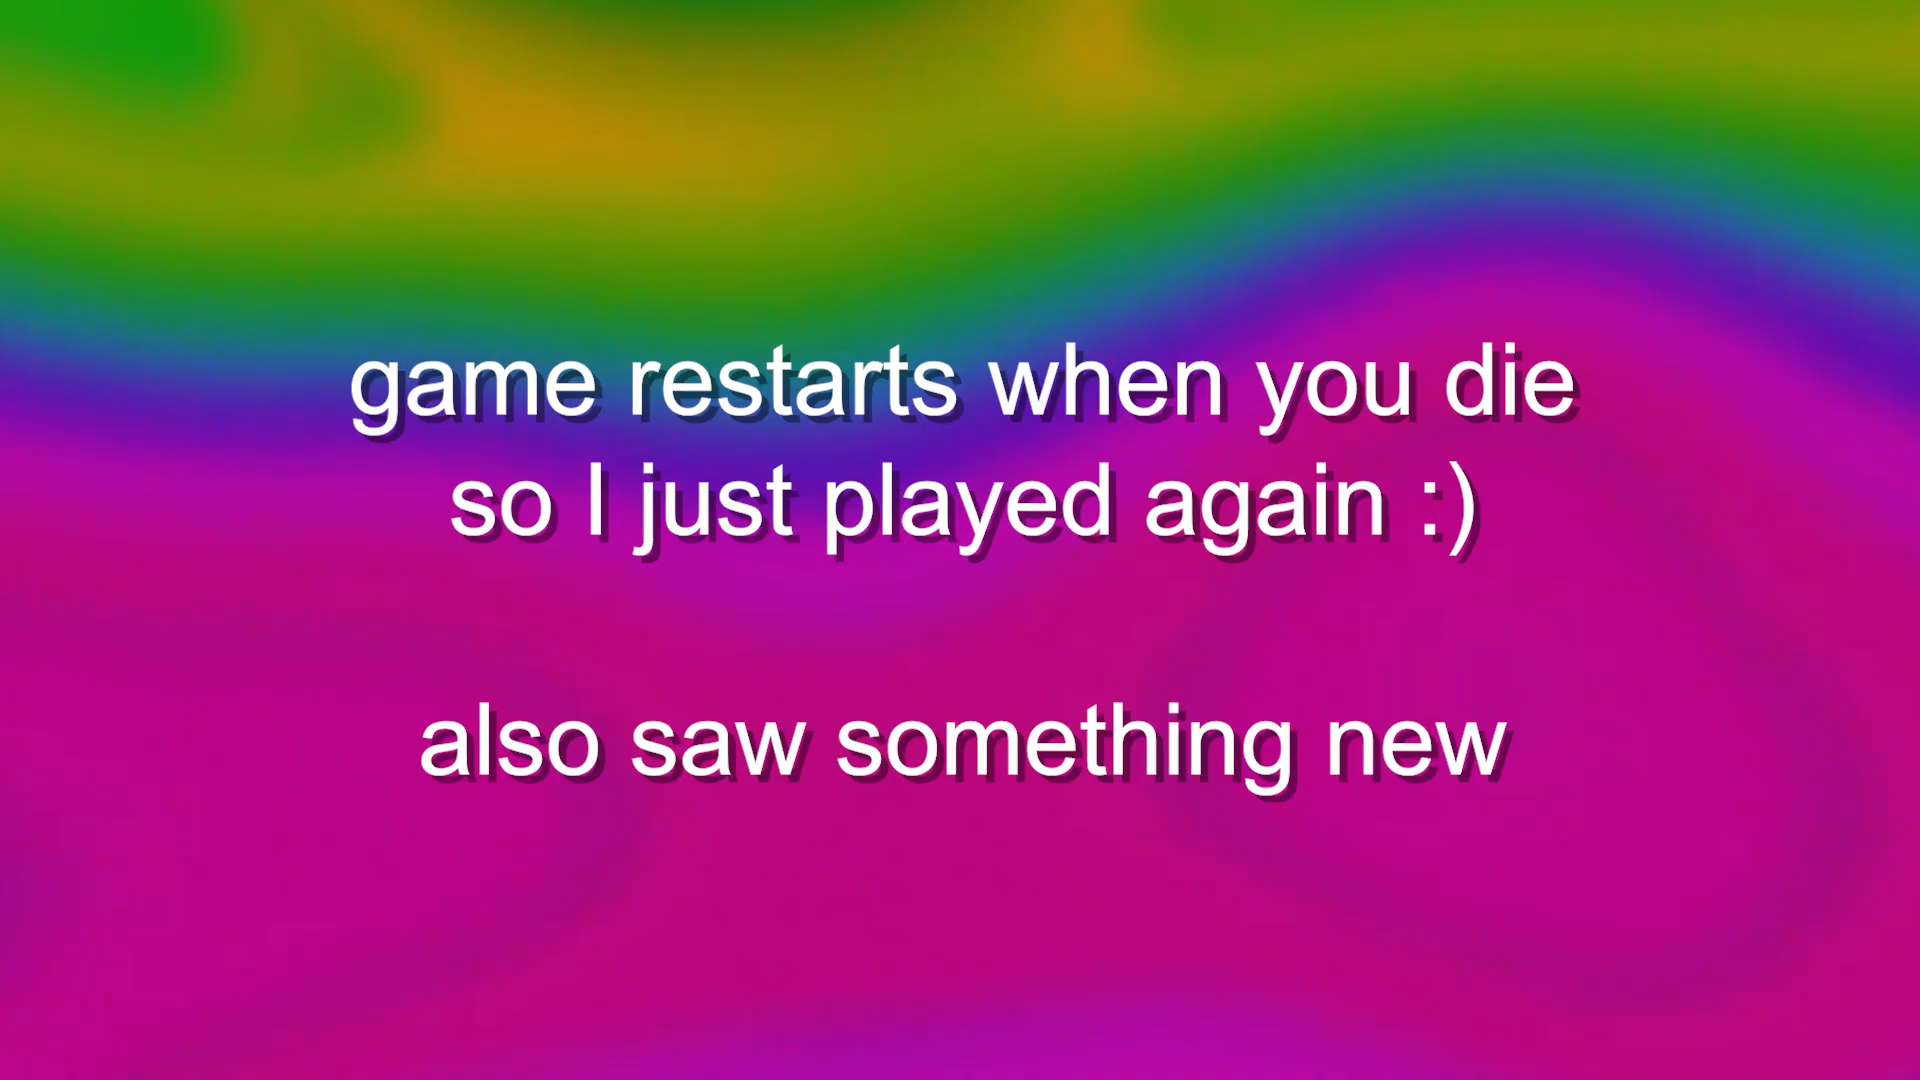 game restarts when you die
so I just played again :)
also saw something new